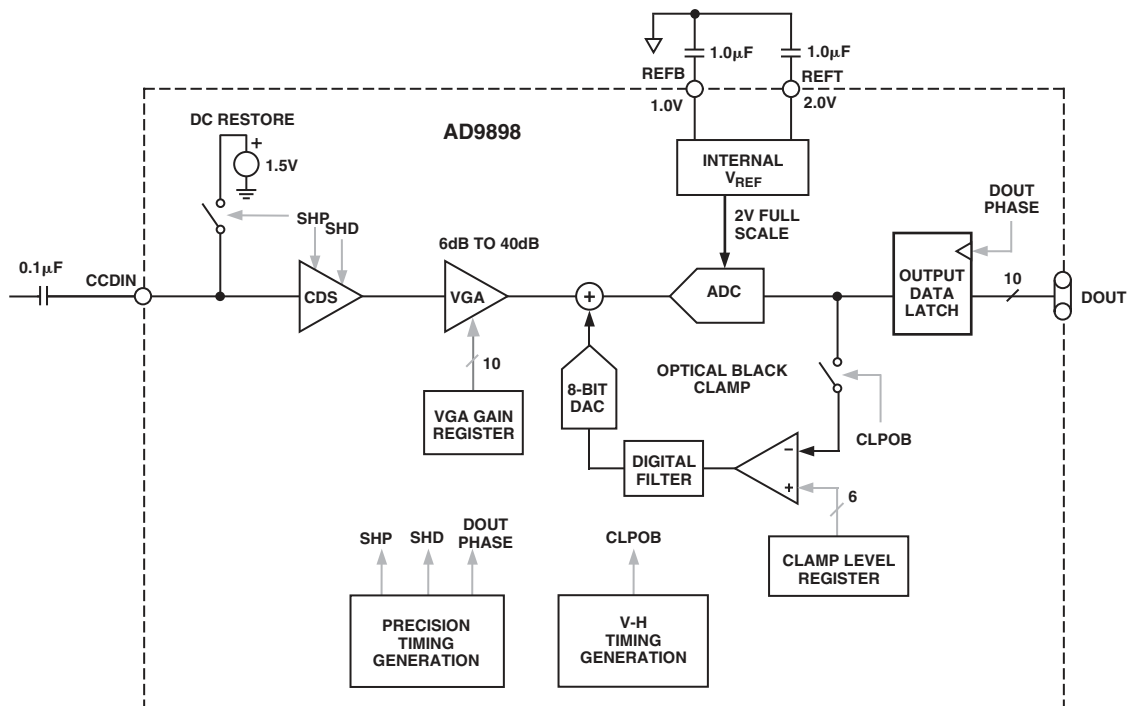 1.0µF
1.0µF
REFB
REFT
1.0V
2.0V
DC RESTORE
+
1.5V
AD9898
INTERNAL
VREF
2V FULL
SCALE
DOUT
PHASE
SHP
SHD
6dB TO 40dB
0.1µF
CCDIN
CDS
VGA
+
ADC
OUTPUT
DATA
LATCH
10
DOUT
10
VGA GAIN
REGISTER
8-BIT
DAC
OPTICAL BLACK
CLAMP
CLPOB
DIGITAL
FILTER
–
+
6
CLAMP LEVEL
REGISTER
SHP
SHD
DOUT
PHASE
CLPOB
PRECISION
TIMING
GENERATION
V-H
TIMING
GENERATION